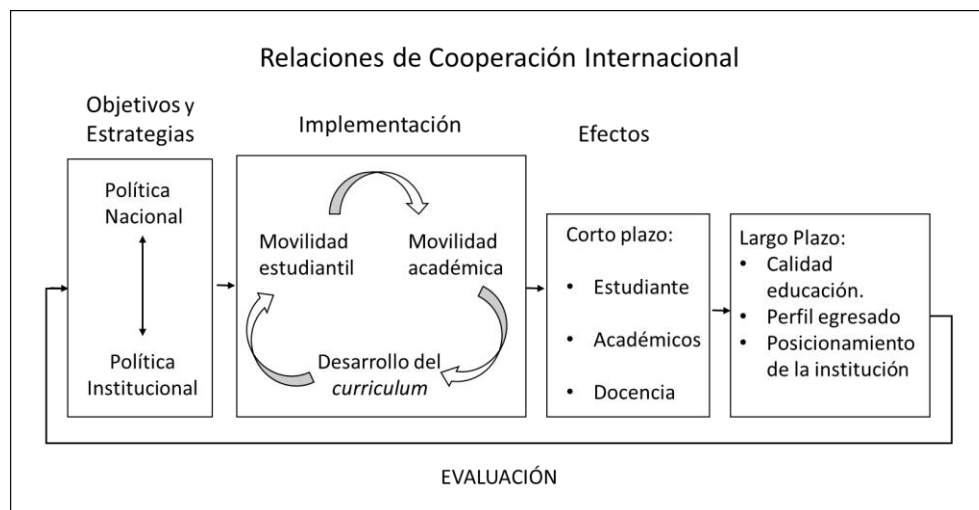 Relaciones de Cooperación Internacional
Objetivos y
Estrategias
Política
Nacional
Política
Institucional
Implementación
Movilidad
estudiantil
Movilidad
académica
Desarrollo del
curriculum
Efectos
Corto plazo:
• Estudiante
• Académicos
• Docencia
Largo Plazo:
• Calidad
educación.
• Perfil egresado
• Posicionamiento
de la institución
EVALUACIÓN